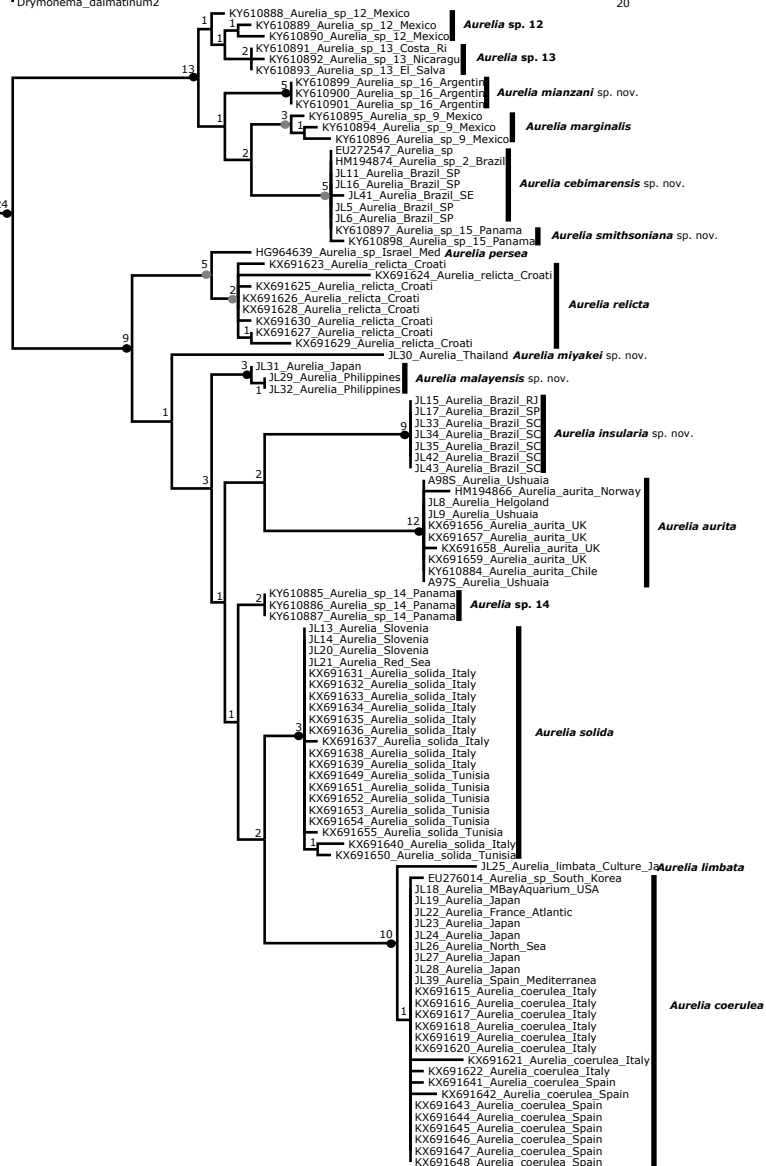 Drymonema_dalmatinum2
20
1
KY610888_Aurelia_sp_12_Mexico
1
KY610889_Aurelia_sp_12_Mexico
Aurelia sp. 12
1
KY610890_Aurelia_sp_12_Mexico
KY610891_Aurelia_sp_13_Costa_Ri
2
KY610892_Aurelia_sp_13_Nicaragu
Aurelia sp. 13
13
KY610893_Aurelia_sp_13_El_Salva
KY610899_Aurelia_sp_16_Argentin
5
KY610900_Aurelia_sp_16_Argentin
Aurelia mianzani sp. nov.
KY610901_Aurelia_sp_16_Argentin
1
3
KY610895_Aurelia_sp_9_Mexico
1
KY610894_Aurelia_sp_9_Mexico
Aurelia marginalis
KY610896_Aurelia_sp_9_Mexico
2
EU272547_Aurelia_sp
HM194874_Aurelia_sp_2_Brazil
JL11_Aurelia_Brazil_SP
JL16_Aurelia_Brazil_SP
Aurelia cebimarensis sp. nov.
5
JL41_Aurelia_Brazil_SE
JL5_Aurelia_Brazil_SP
24
JL6_Aurelia_Brazil_SP
KY610897_Aurelia_sp_15_Panama
Aurelia smithsoniana sp. nov.
KY610898_Aurelia_sp_15_Panama
HG964639_Aurelia_sp_Israel_Med
Aurelia persea
5
KX691623_Aurelia_relicta_Croati
KX691624_Aurelia_relicta_Croati
KX691625_Aurelia_relicta_Croati
2
KX691626_Aurelia_relicta_Croati
Aurelia relicta
KX691628_Aurelia_relicta_Croati
KX691630_Aurelia_relicta_Croati
1
KX691627_Aurelia_relicta_Croati
9
KX691629_Aurelia_relicta_Croati
JL30_Aurelia_Thailand
Aurelia miyakei sp. nov.
3
JL31_Aurelia_Japan
JL29_Aurelia_Philippines
Aurelia malayensis sp. nov.
1
JL32_Aurelia_Philippines
JL15_Aurelia_Brazil_RJ
1
JL17_Aurelia_Brazil_SP
9
JL33_Aurelia_Brazil_SC
JL34_Aurelia_Brazil_SC
Aurelia insularia sp. nov.
JL35_Aurelia_Brazil_SC
JL42_Aurelia_Brazil_SC
JL43_Aurelia_Brazil_SC
2
3
A98S_Aurelia_Ushuaia
HM194866_Aurelia_aurita_Norway
JL8_Aurelia_Helgoland
JL9_Aurelia_Ushuaia
12
KX691656_Aurelia_aurita_UK
Aurelia aurita
KX691657_Aurelia_aurita_UK
KX691658_Aurelia_aurita_UK
KX691659_Aurelia_aurita_UK
KY610884_Aurelia_aurita_Chile
A97S_Aurelia_Ushuaia
KY610885_Aurelia_sp_14_Panama
1
2
KY610886_Aurelia_sp_14_Panama
Aurelia sp. 14
KY610887_Aurelia_sp_14_Panama
JL13_Aurelia_Slovenia
JL14_Aurelia_Slovenia
JL20_Aurelia_Slovenia
JL21_Aurelia_Red_Sea
KX691631_Aurelia_solida_Italy
KX691632_Aurelia_solida_Italy
KX691633_Aurelia_solida_Italy
KX691634_Aurelia_solida_Italy
1
KX691635_Aurelia_solida_Italy
3
KX691636_Aurelia_solida_Italy
Aurelia solida
KX691637_Aurelia_solida_Italy
KX691638_Aurelia_solida_Italy
KX691639_Aurelia_solida_Italy
KX691649_Aurelia_solida_Tunisia
KX691651_Aurelia_solida_Tunisia
KX691652_Aurelia_solida_Tunisia
KX691653_Aurelia_solida_Tunisia
KX691654_Aurelia_solida_Tunisia
2
KX691655_Aurelia_solida_Tunisia
1
KX691640_Aurelia_solida_Italy
KX691650_Aurelia_solida_Tunisia
JL25_Aurelia_limbata_Culture_Ja
Aurelia limbata
EU276014_Aurelia_sp_South_Korea
JL18_Aurelia_MBayAquarium_USA
JL19_Aurelia_Japan
JL22_Aurelia_France_Atlantic
JL23_Aurelia_Japan
10
JL24_Aurelia_Japan
JL26_Aurelia_North_Sea
JL27_Aurelia_Japan
JL28_Aurelia_Japan
JL39_Aurelia_Spain_Mediterranea
KX691615_Aurelia_coerulea_Italy
KX691616_Aurelia_coerulea_Italy
Aurelia coerulea
1
KX691617_Aurelia_coerulea_Italy
KX691618_Aurelia_coerulea_Italy
KX691619_Aurelia_coerulea_Italy
KX691620_Aurelia_coerulea_Italy
KX691621_Aurelia_coerulea_Italy
KX691622_Aurelia_coerulea_Italy
KX691641_Aurelia_coerulea_Spain
KX691642_Aurelia_coerulea_Spain
KX691643_Aurelia_coerulea_Spain
KX691644_Aurelia_coerulea_Spain
KX691645_Aurelia_coerulea_Spain
KX691646_Aurelia_coerulea_Spain
KX691647_Aurelia_coerulea_Spain
KX691648_Aurelia_coerulea_Spain